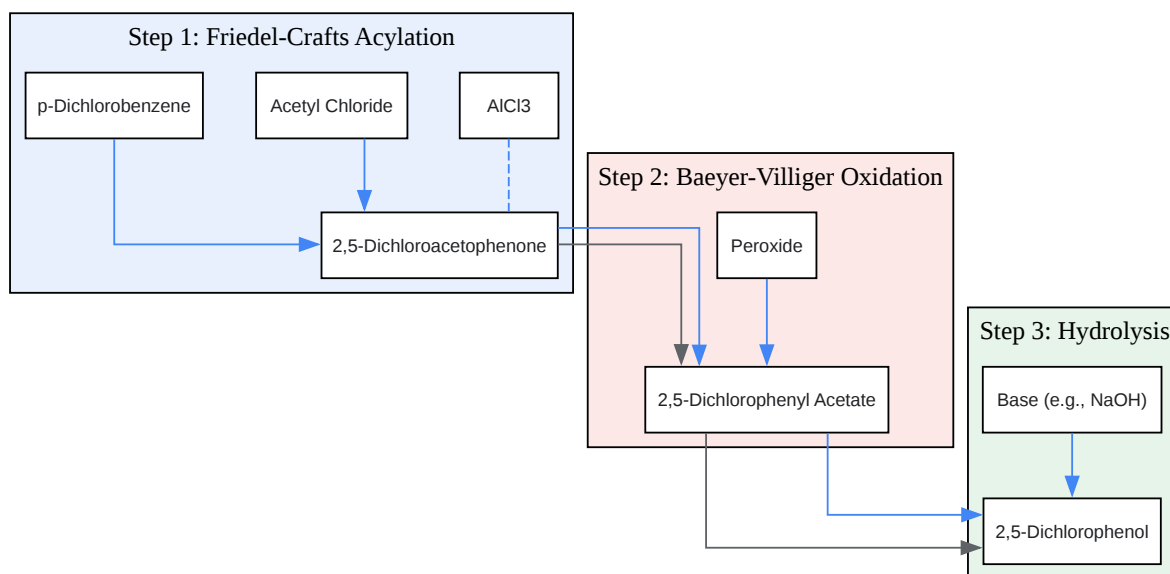 Step 1: Friedel-Crafts Acylation
p-Dichlorobenzene
Acetyl Chloride
AlCl3
2,5-Dichloroacetophenone
Step 2: Baeyer-Villiger Oxidation
Peroxide
2,5-Dichlorophenyl Acetate
Step 3: Hydrolysis
Base (e.g., NaOH)
2,5-Dichlorophenol